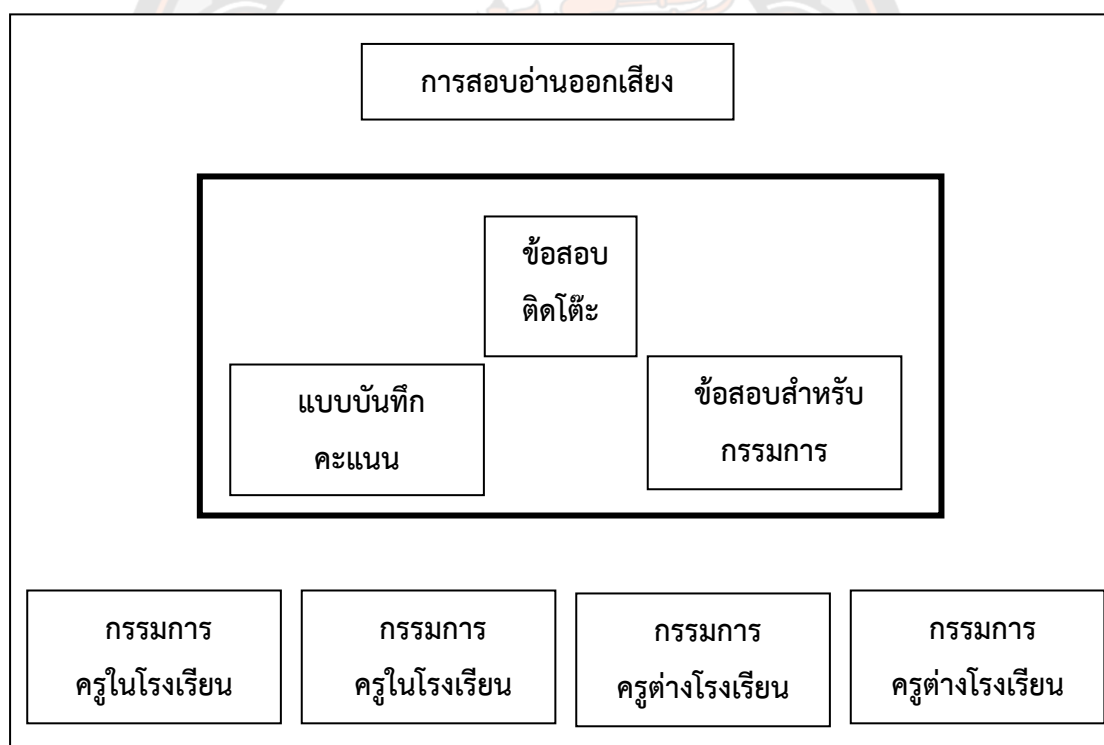 การสอบอ่านออกเสียง
ข้อสอบ
ติดโต๊ะ
แบบบันทึก
คะแนน
ข้อสอบสำหรับ
กรรมการ
กรรมการ
ครูในโรงเรียน
กรรมการ
ครูในโรงเรียน
กรรมการ
ครูต่างโรงเรียน
กรรมการ
ครูต่างโรงเรียน